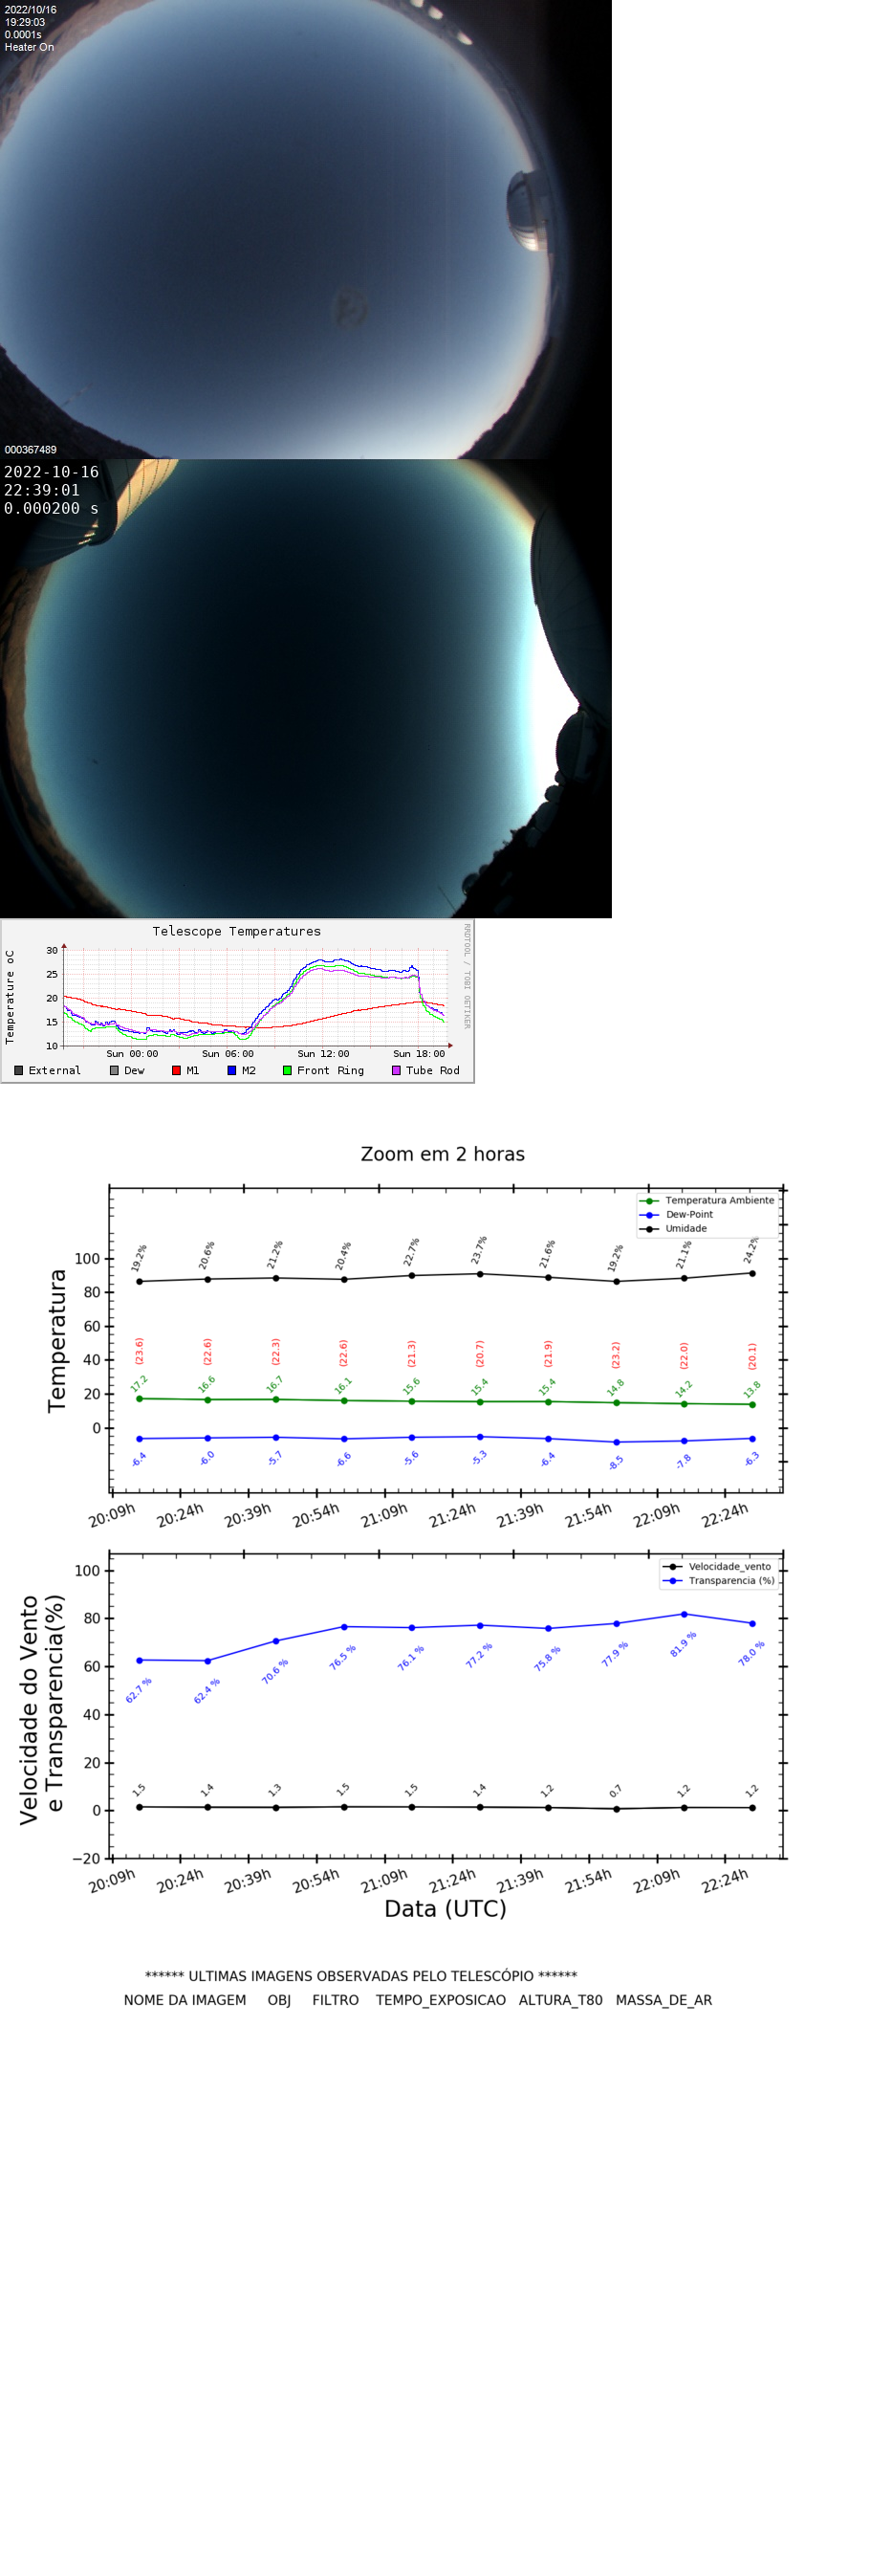 2022/10/16
19:29:03
0.0001s
Heater On
000367489
2022-10-16
22:39:01
0.000200 s
Telescope Temperatures
RRDTOOL / TOBI OETIKER
Temperature oC
30
25
20
15
10
Sun 00:00 Sun 06:00 Sun 12:00 Sun 18:00
External Dew M1 M2 Front Ring Tube Rod
Zoom em 2 horas
Temperatura Ambiente
Dew-Point
Umidade
Temperatura
100
80
60
40
20
0
19.2% 20.6% 21.2% 20.4% 22.7% 23.7% 21.6% 19.2% 21.1% 24.2%
(23.6) (22.6) (22.3) (22.6) (21.3) (20.7) (21.9) (23.2) (22.0) (20.1)
17.2 16.6 16.7 16.1 15.6 15.4 15.4 14.8 14.2 13.8
-6.4 -6.0 -5.7 -6.6 -5.6 -5.3 -6.4 -8.5 -7.8 -6.3
20:09h 20:24h 20:39h 20:54h 21:09h 21:24h 21:39h 21:54h 22:09h 22:24h
Velocidade_vento
Transparencia (%)
Velocidade do Vento
e Transparencia(%)
100
80
60
40
20
0
−20
62.7 % 62.4 % 70.6 % 76.5 % 76.1 % 77.2 % 75.8 % 77.9 % 81.9 % 78.0 %
1.5 1.4 1.3 1.5 1.5 1.4 1.2 0.7 1.2 1.2
20:09h 20:24h 20:39h 20:54h 21:09h 21:24h 21:39h 21:54h 22:09h 22:24h
Data (UTC)
****** ULTIMAS IMAGENS OBSERVADAS PELO TELESCÓPIO ******
NOME DA IMAGEM OBJ FILTRO TEMPO_EXPOSICAO ALTURA_T80 MASSA_DE_AR